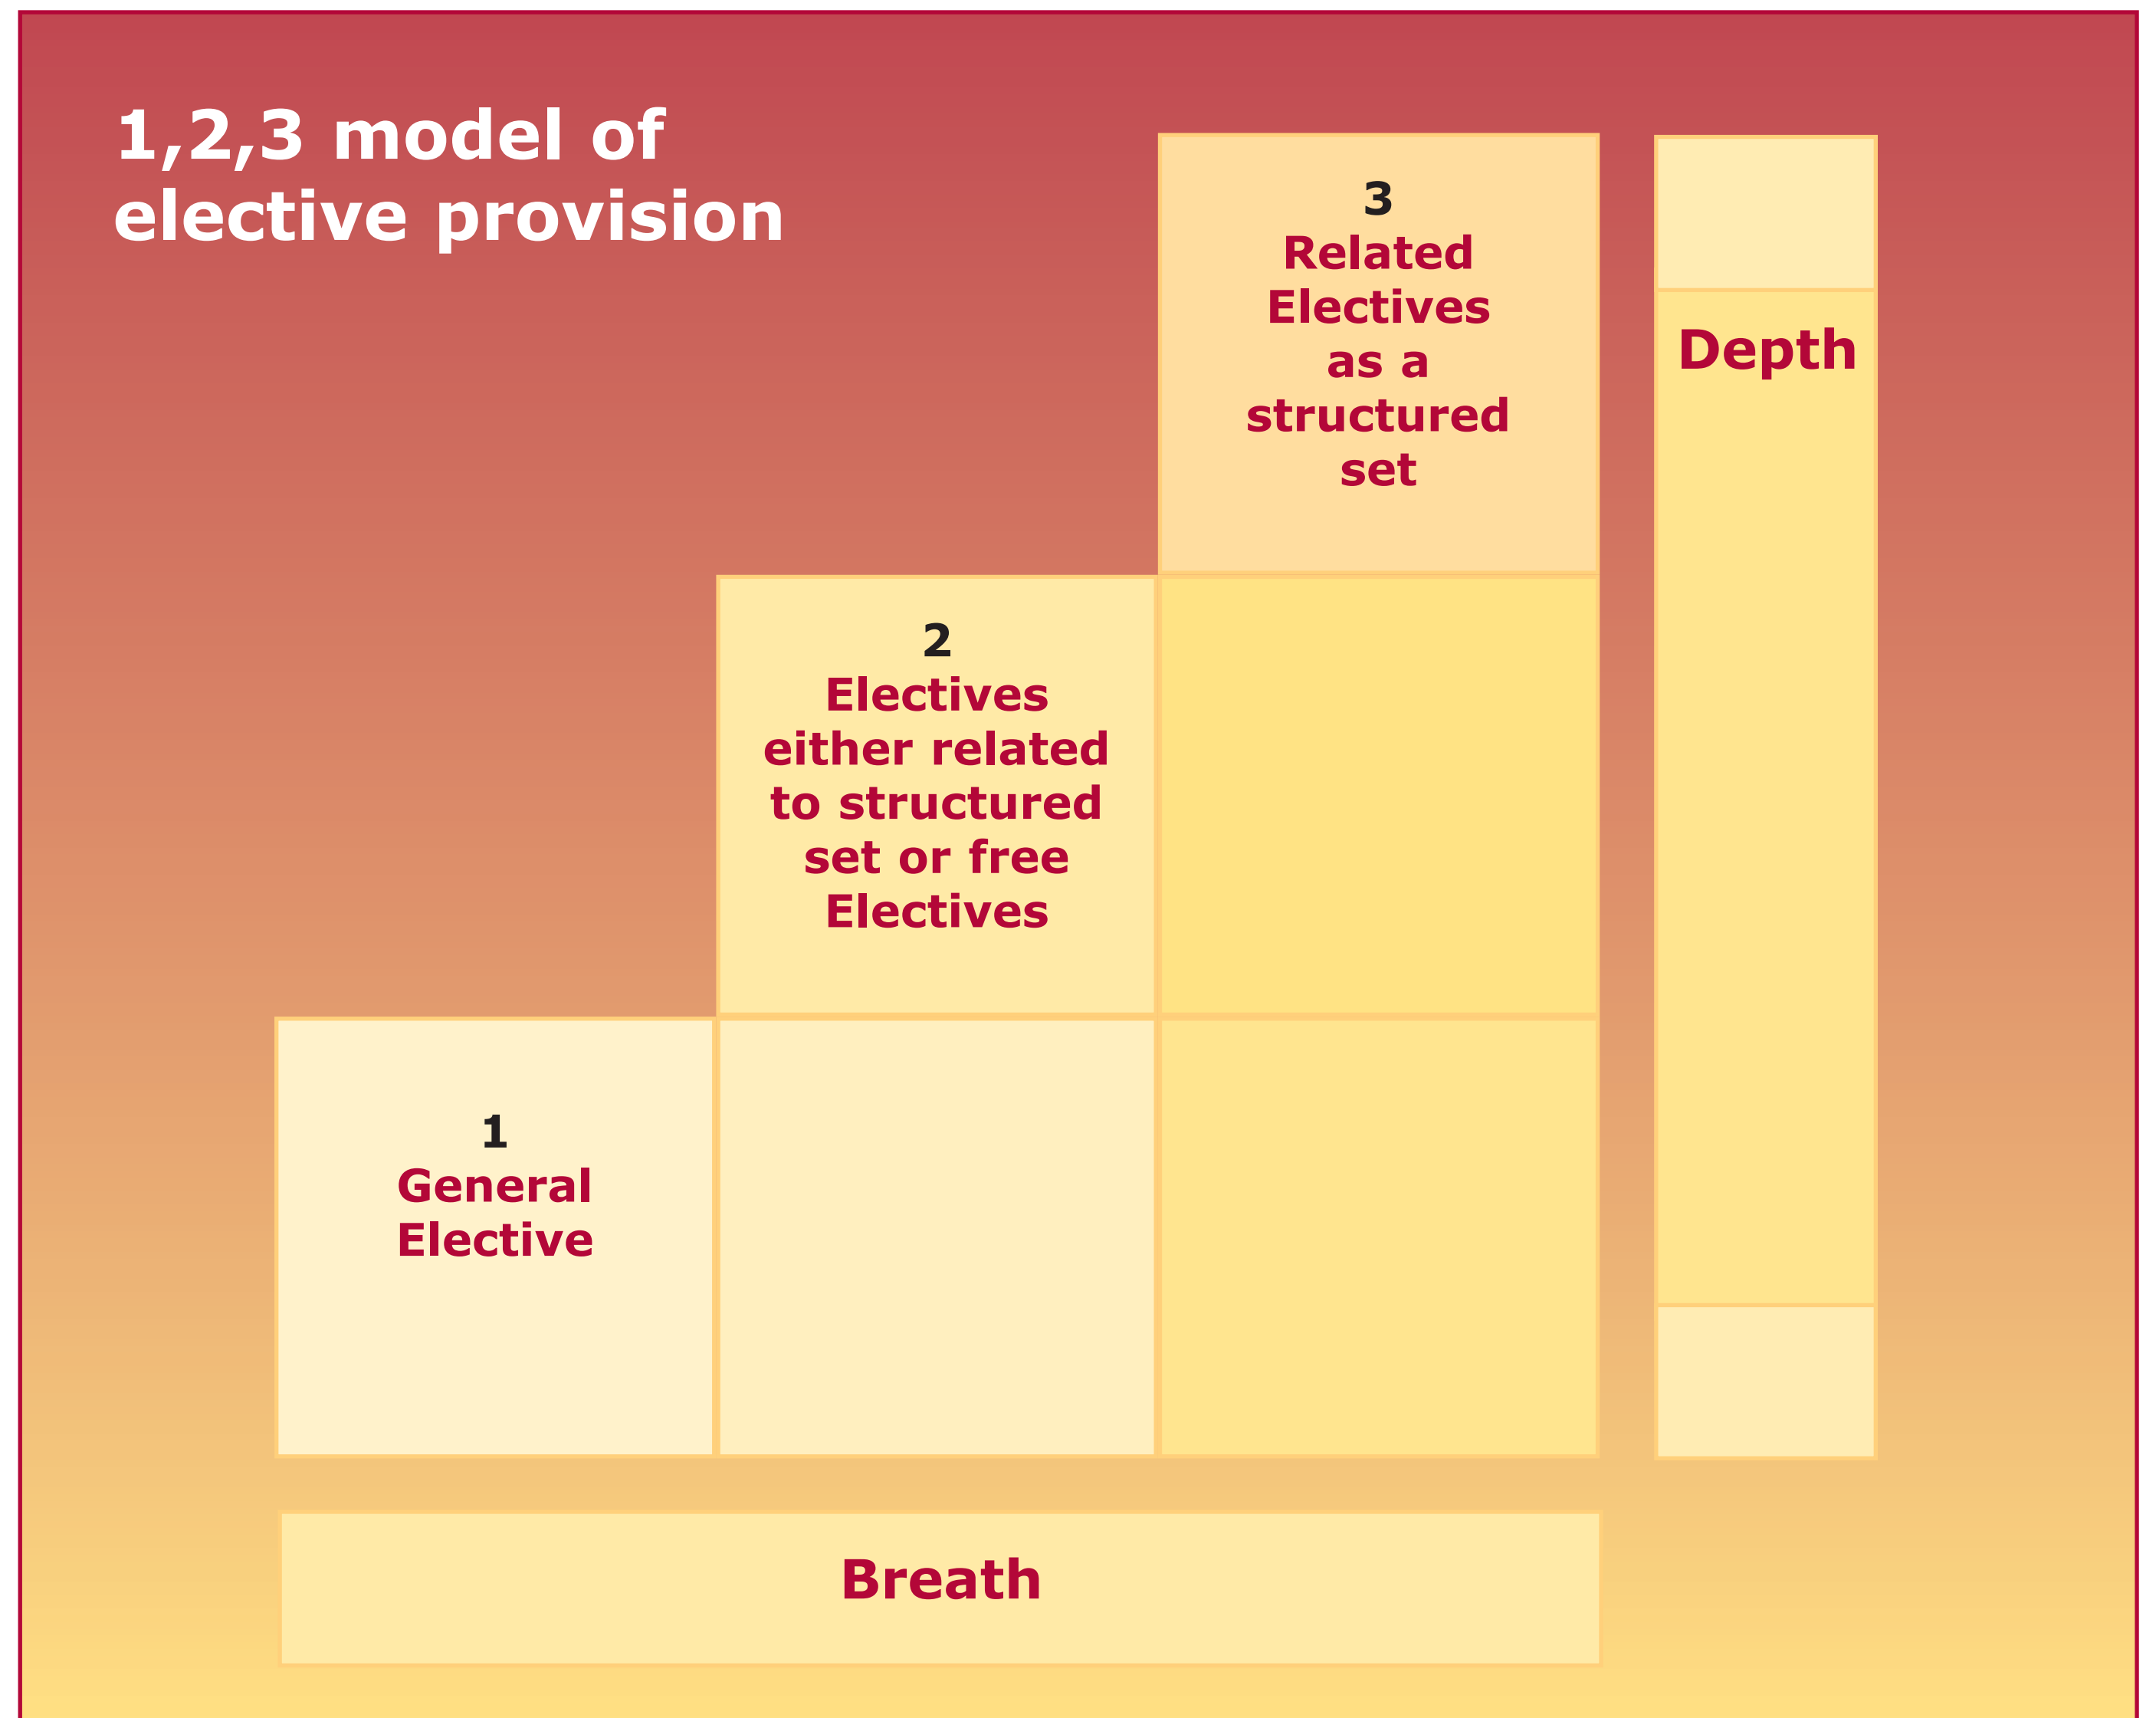 1,2,3 model of
elective provision
3
Related
Electives
as a
structured
set
Depth
2
Electives
either related
to structured
set or free
Electives
1
General
Elective
Breath